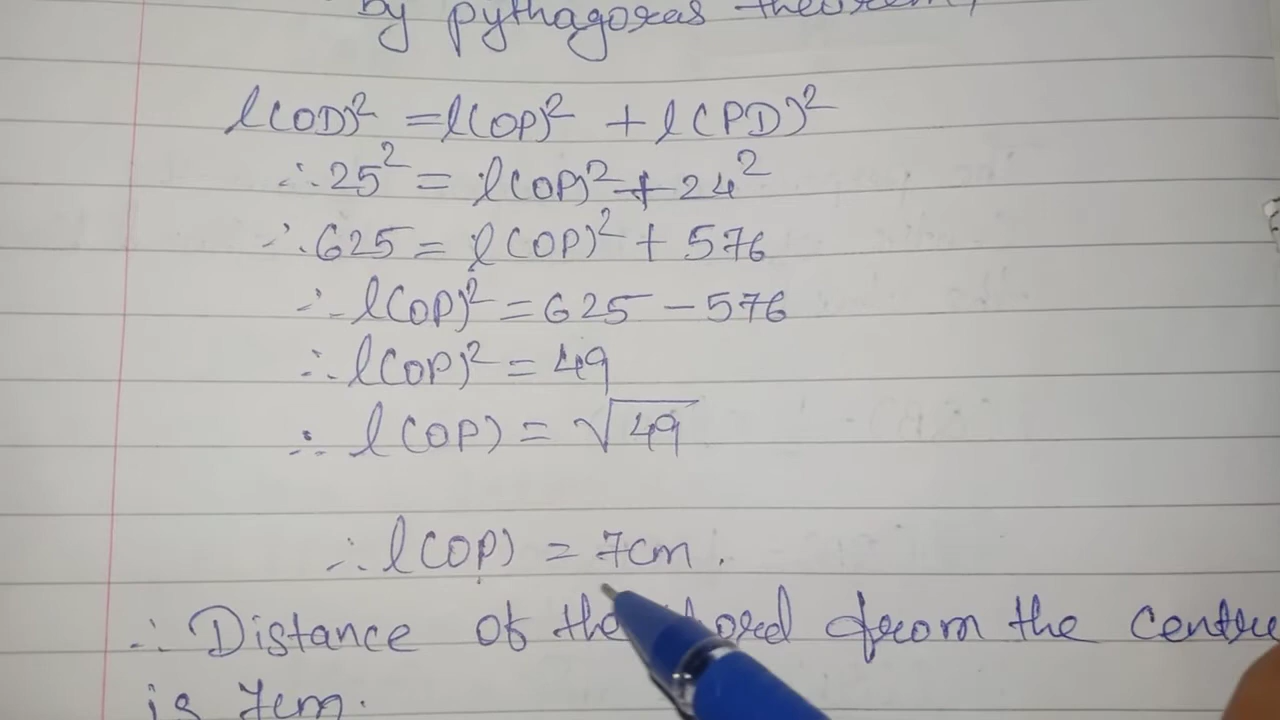 by pythagoras theorem,
l(OD)² = l(OP)² + l(PD)²
∴ 25² = l(OP)² + 24²
∴ 625 = l(OP)² + 576
∴ l(OP)² = 625 - 576
∴ l(OP)² = 49
∴ l(OP) = √49
∴ l(OP) = 7cm.
∴ Distance of the from the centre
is 7cm.